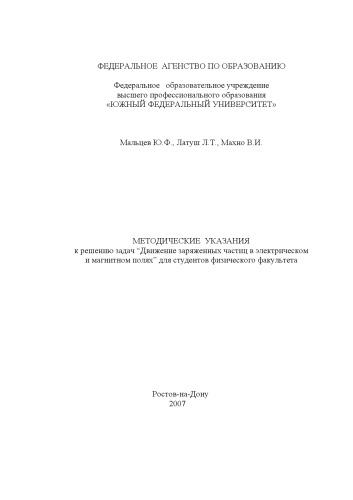 ФЕДЕРАЛЬНОЕ АГЕНСТВО ПО ОБРАЗОВАНИЮ
Федеральное образовательное учреждение
высшего профессионального образования
«ЮЖНЫЙ ФЕДЕРАЛЬНЫЙ УНИВЕРСИТЕТ»
Мальцев Ю.Ф., Латуш Л.Т., Махно В.И.
МЕТОДИЧЕСКИЕ УКАЗАНИЯ
к решению задач “Движение заряженных частиц в электрическом
и магнитном полях” для студентов физического факультета
Ростов-на-Дону
2007